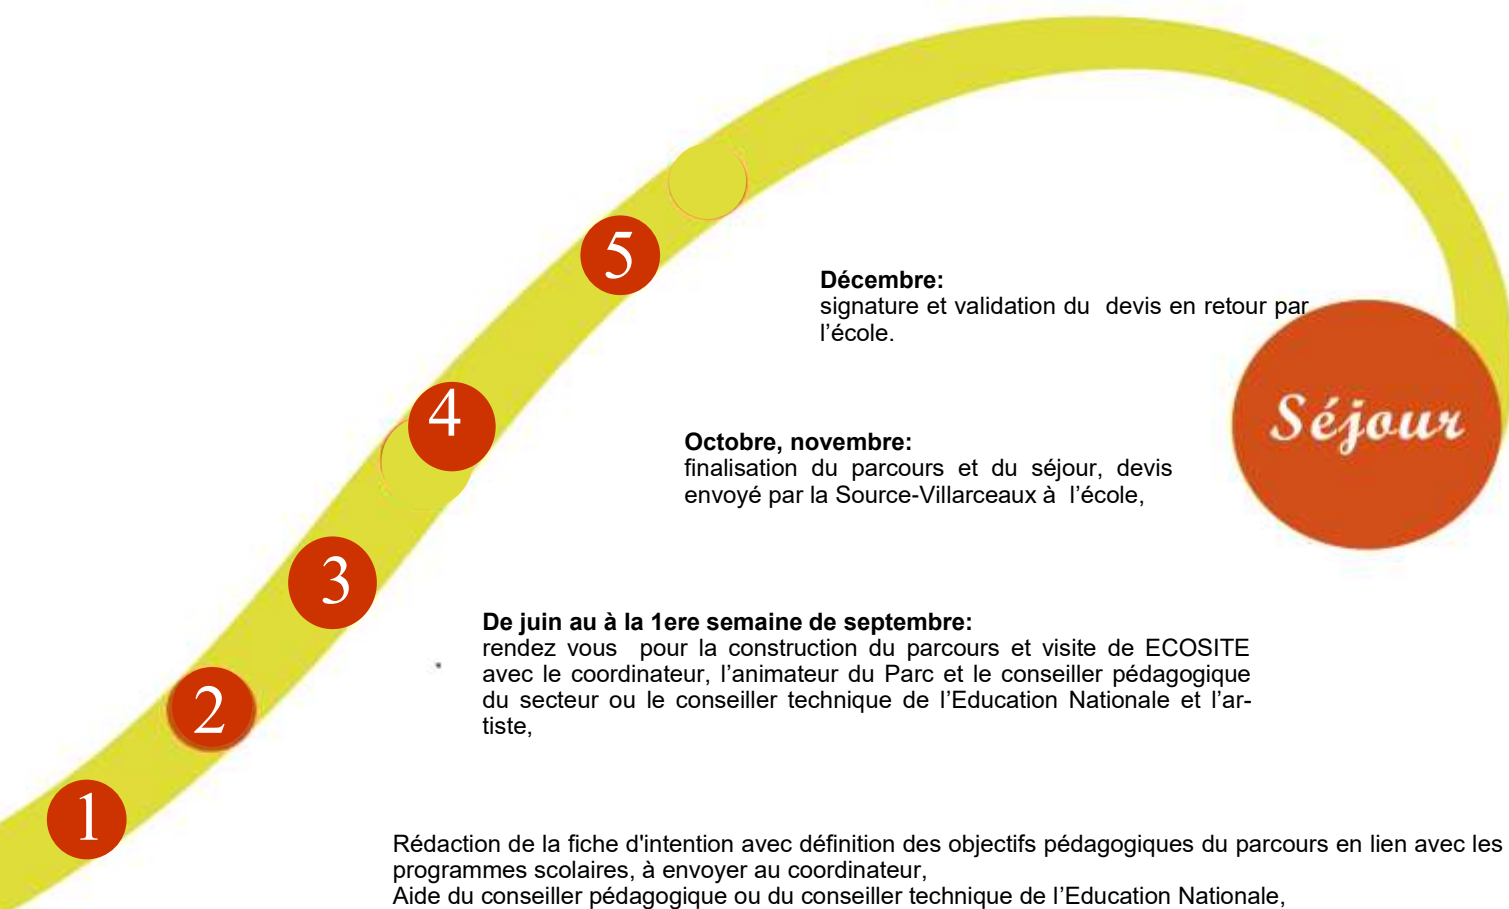 5
Décembre:
signature et validation du  devis en retour par
l’école.
4
Séjour
Octobre, novembre:
finalisation du parcours et du séjour, devis
envoyé par la Source-Villarceaux à  l’école,
3
De juin au à la 1ere semaine de septembre:
rendez vous  pour la construction du parcours et visite de ECOSITE
avec le coordinateur, l’animateur du Parc et le conseiller pédagogique
du secteur ou le conseiller technique de l’Education Nationale et l’ar-
tiste,
2
1
Rédaction de la fiche d'intention avec définition des objectifs pédagogiques du parcours en lien avec les
programmes scolaires, à envoyer au coordinateur,
Aide du conseiller pédagogique ou du conseiller technique de l’Education Nationale,